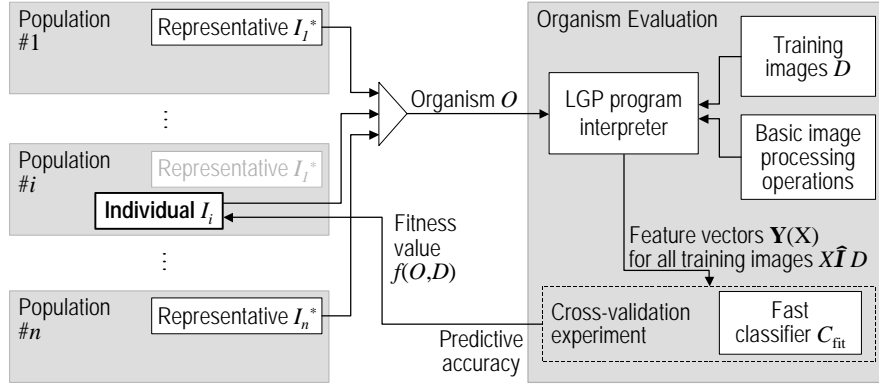 Population
#1
Representative I1*
⋮
Population
#i
Representative I1*
Individual Ii
⋮
Population
#n
Representative In*
Organism O
Fitness
value
f(O,D)
Predictive
accuracy
Organism Evaluation
LGP program
interpreter
Training
images D
Basic image
processing
operations
Feature vectors Y(X)
for all training images XÎD
Cross-validation
experiment
Fast
classifier Cfit